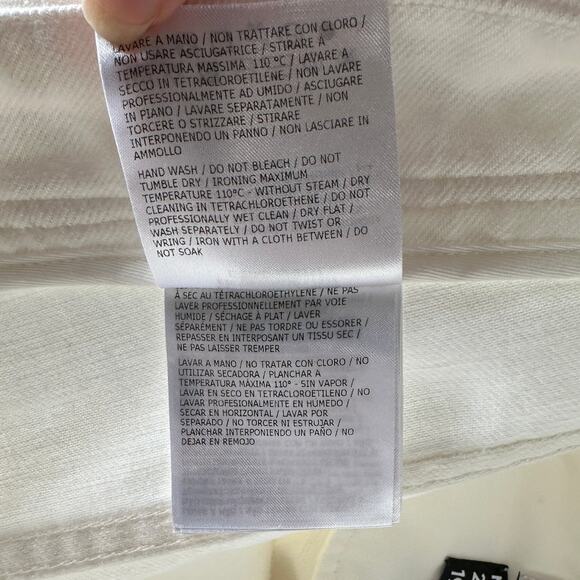 LAVARE A MANO / NON TRATTARE CON CLORO /
NON USARE ASCIUGATRICE / STIRARE A
TEMPERATURA MASSIMA 110 °C / LAVARE A
SECCO IN TETRACLOROETILENE / NON LAVARE
PROFESSIONALMENTE AD UMIDO / ASCIUGARE
IN PIANO / LAVARE SEPARATAMENTE / NON
TORCERE O STRIZZARE / STIRARE
INTERPONENDO UN PANNO / NON LASCIARE IN
AMMOLLO
HAND WASH / DO NOT BLEACH / DO NOT
TUMBLE DRY / IRONING MAXIMUM
TEMPERATURE 110°C - WITHOUT STEAM / DRY
CLEANING IN TETRACHLOROETHENE / DO NOT
PROFESSIONALLY WET CLEAN / DRY FLAT /
WASH SEPARATELY / DO NOT TWIST OR
WRING / IRON WITH A CLOTH BETWEEN / DO
NOT SOAK
À SEC AU TÉTRACHLOROÉTHYLÈNE / NE PAS
LAVER PROFESSIONNELLEMENT PAR VOIE
HUMIDE / SÉCHAGE À PLAT / LAVER
SÉPARÉMENT / NE PAS TORDRE OU ESSORER /
REPASSER EN INTERPOSANT UN TISSU SEC /
NE PAS LAISSER TREMPER
LAVAR A MANO / NO TRATAR CON CLORO / NO
UTILIZAR SECADORA / PLANCHAR A
TEMPERATURA MÁXIMA 110° - SIN VAPOR /
LAVAR EN SECO EN TETRACLOROETILENO / NO
LAVAR PROFESIONALMENTE EN HÚMEDO /
SECAR EN HORIZONTAL / LAVAR POR
SEPARADO / NO TORCER NI ESTRUJAR /
PLANCHAR INTERPONIENDO UN PAÑO / NO
DEJAR EN REMOJO